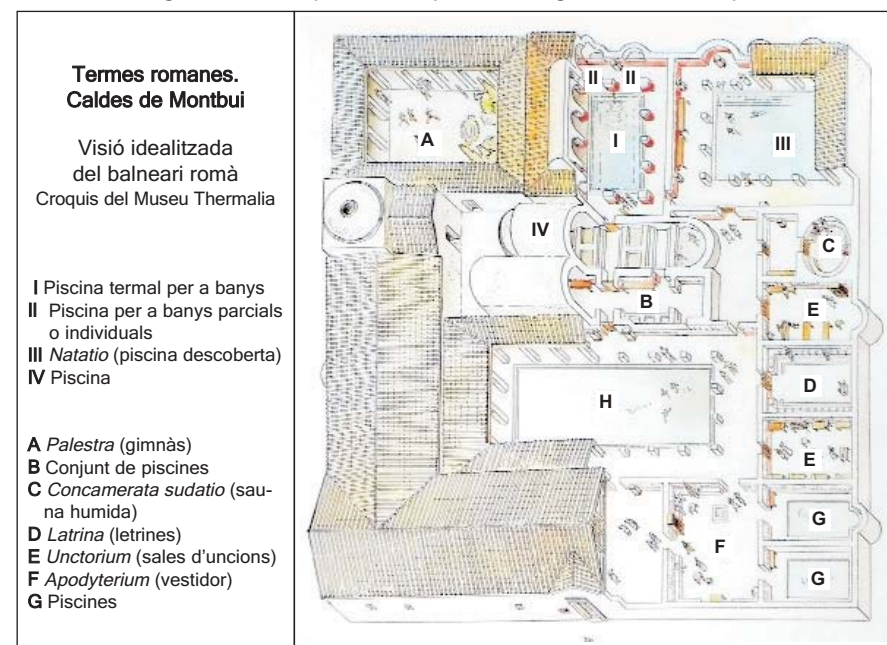 Termes romanes.
Caldes de Montbui
Visió idealitzada
del balneari romà
Croquis del Museu Thermalia
I Piscina termal per a banys
II Piscina per a banys parcials
o individuals
III Natatio (piscina descoberta)
IV Piscina
A Palestra (gimnàs)
B Conjunt de piscines
C Concamerata sudatio (sau-
na humida)
D Latrina (letrines)
E Unctorium (sales d'uncions)
F Apodyterium (vestidor)
G Piscines
II II
A I III
IV C
B E
H D
E
G
F
G